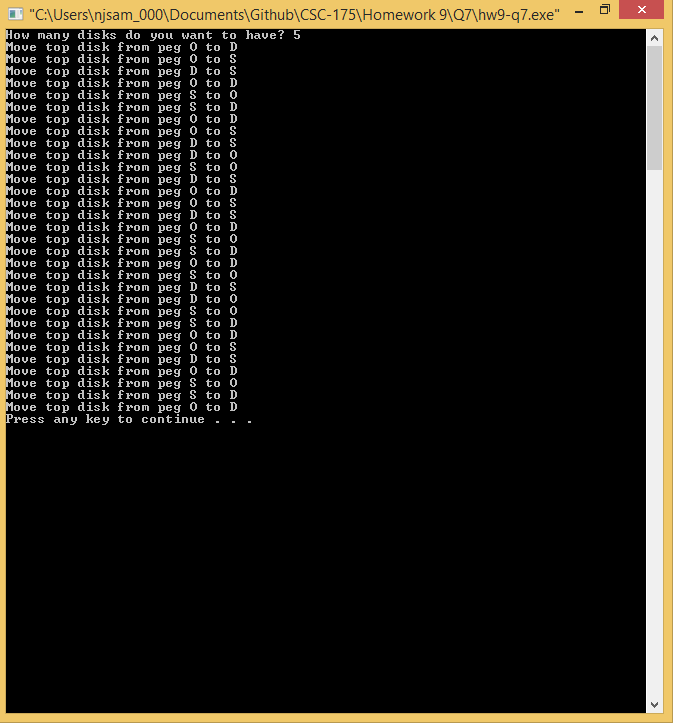 "C:\Users\njsam_000\Documents\Github\CSC-175\Homework 9\Q7\hw9-q7.exe"
How many disks do you want to have? 5
Move top disk from peg O to D
Move top disk from peg O to S
Move top disk from peg D to S
Move top disk from peg O to D
Move top disk from peg S to O
Move top disk from peg S to D
Move top disk from peg O to D
Move top disk from peg O to S
Move top disk from peg D to S
Move top disk from peg D to O
Move top disk from peg S to O
Move top disk from peg D to S
Move top disk from peg O to D
Move top disk from peg O to S
Move top disk from peg D to S
Move top disk from peg O to D
Move top disk from peg S to O
Move top disk from peg S to D
Move top disk from peg O to D
Move top disk from peg S to O
Move top disk from peg D to S
Move top disk from peg D to O
Move top disk from peg S to O
Move top disk from peg S to D
Move top disk from peg O to D
Move top disk from peg O to S
Move top disk from peg D to S
Move top disk from peg O to D
Move top disk from peg S to O
Move top disk from peg S to D
Move top disk from peg O to D
Press any key to continue . . .